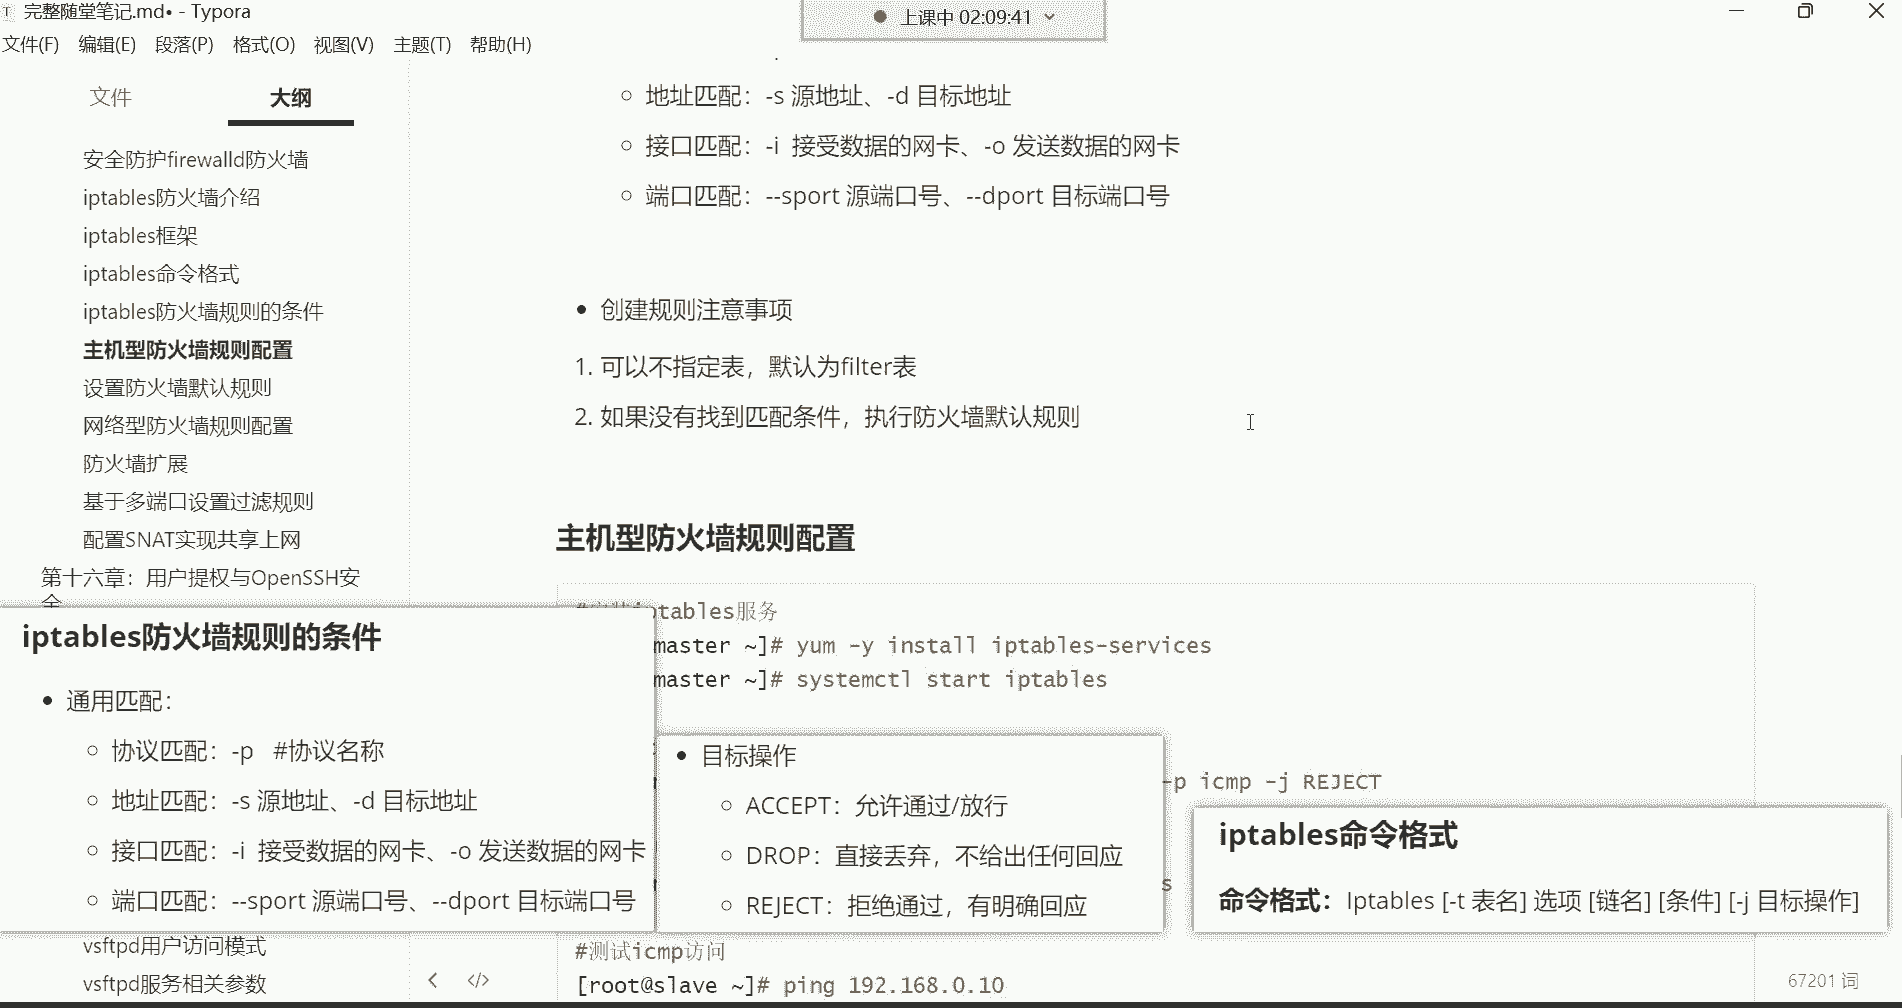 完整随堂笔记.md• - Typora
上课中 02:09:41
文件(F) 编辑(E) 段落(P) 格式(O) 视图(V) 主题(T) 帮助(H)
文件 大纲
安全防护firewalld防火墙
iptables防火墙介绍
iptables框架
iptables命令格式
iptables防火墙规则的条件
主机型防火墙规则配置
设置防火墙默认规则
网络型防火墙规则配置
防火墙扩展
基于多端口设置过滤规则
配置SNAT实现共享上网
第十六章：用户提权与OpenSSH安
全
vsftpd用户访问模式
vsftpd服务相关参数
地址匹配：-s 源地址、-d 目标地址
接口匹配：-i 接受数据的网卡、-o 发送数据的网卡
端口匹配：--sport 源端口号、--dport 目标端口号
创建规则注意事项
1. 可以不指定表，默认为filter表
2. 如果没有找到匹配条件，执行防火墙默认规则
主机型防火墙规则配置
iptables服务
master ~]# yum -y install iptables-services
master ~]# systemctl start iptables
-p icmp -j REJECT
s
#测试icmp访问
[root@slave ~]# ping 192.168.0.10
iptables防火墙规则的条件
通用匹配：
协议匹配：-p #协议名称
地址匹配：-s 源地址、-d 目标地址
接口匹配：-i 接受数据的网卡、-o 发送数据的网卡
端口匹配：--sport 源端口号、--dport 目标端口号
目标操作
ACCEPT：允许通过/放行
DROP：直接丢弃，不给出任何回应
REJECT：拒绝通过，有明确回应
iptables命令格式
命令格式：Iptables [-t 表名] 选项 [链名] [条件] [-j 目标操作]
67201 词